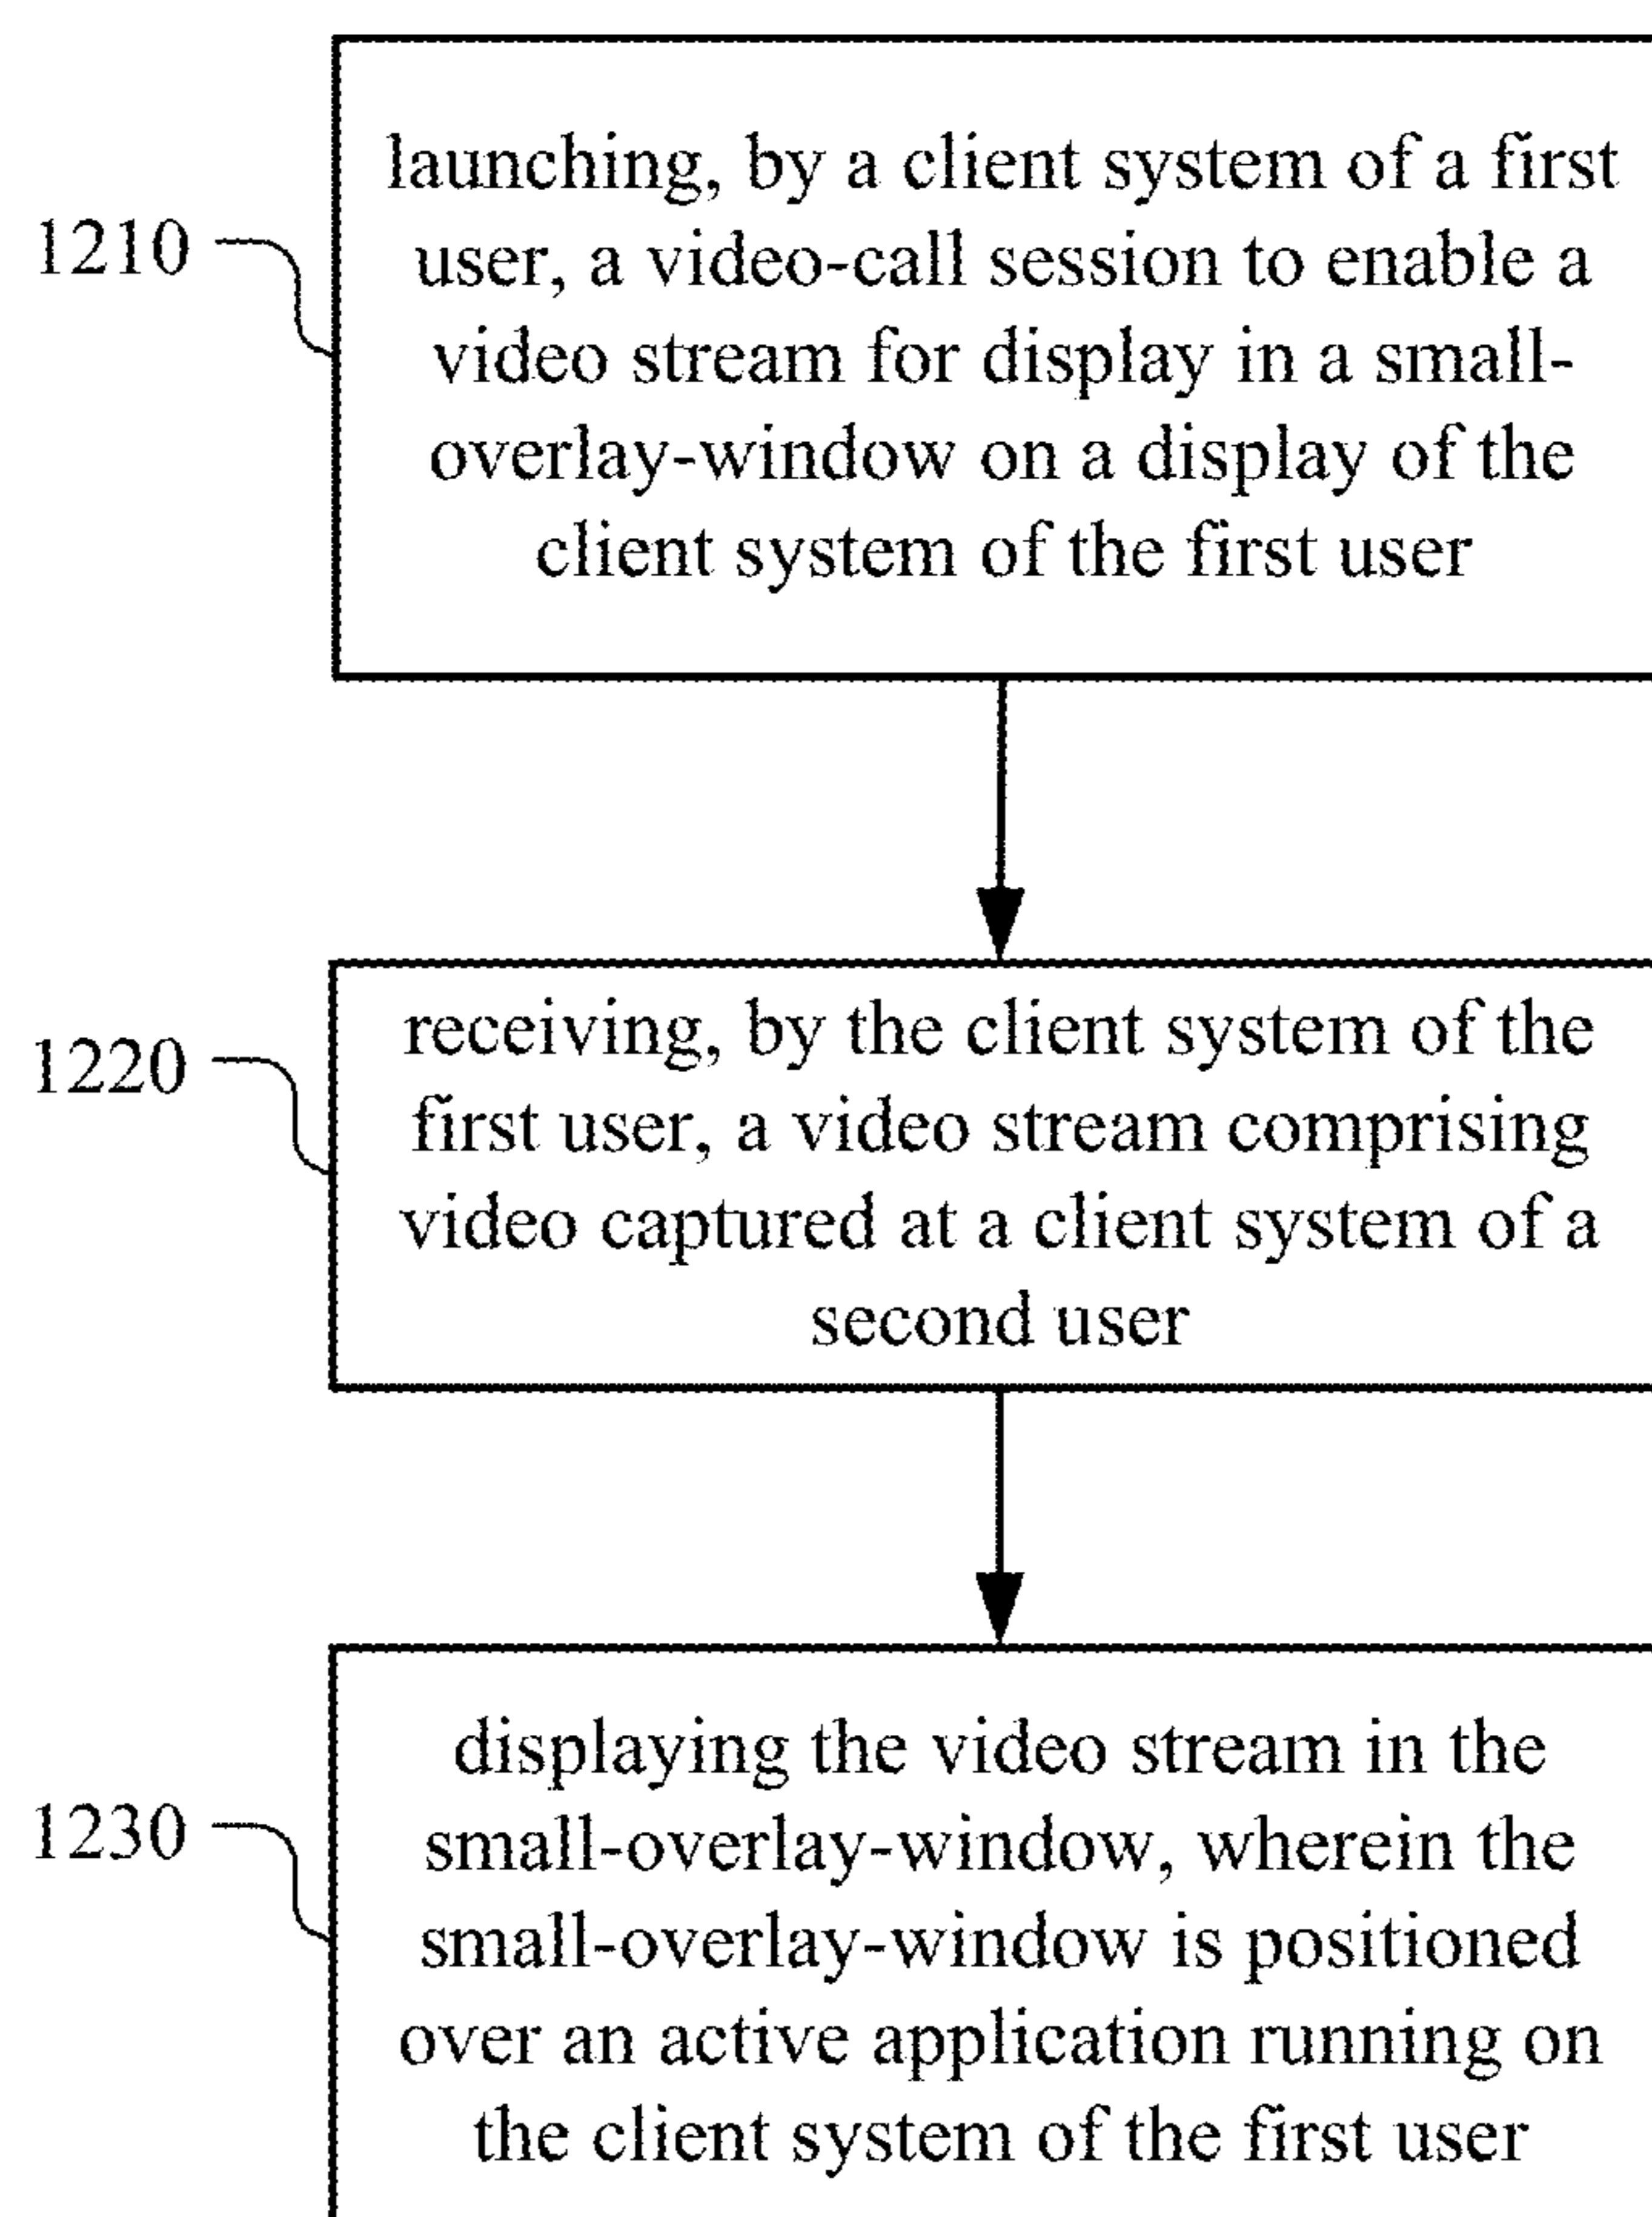 1210
launching, by a client system of a first
user, a video-call session to enable a
video stream for display in a small-
overlay-window on a display of the
client system of the first user
1220
receiving, by the client system of the
first user, a video stream comprising
video captured at a client system of a
second user
1230
displaying the video stream in the
small-overlay-window, wherein the
small-overlay-window is positioned
over an active application running on
the client system of the first user